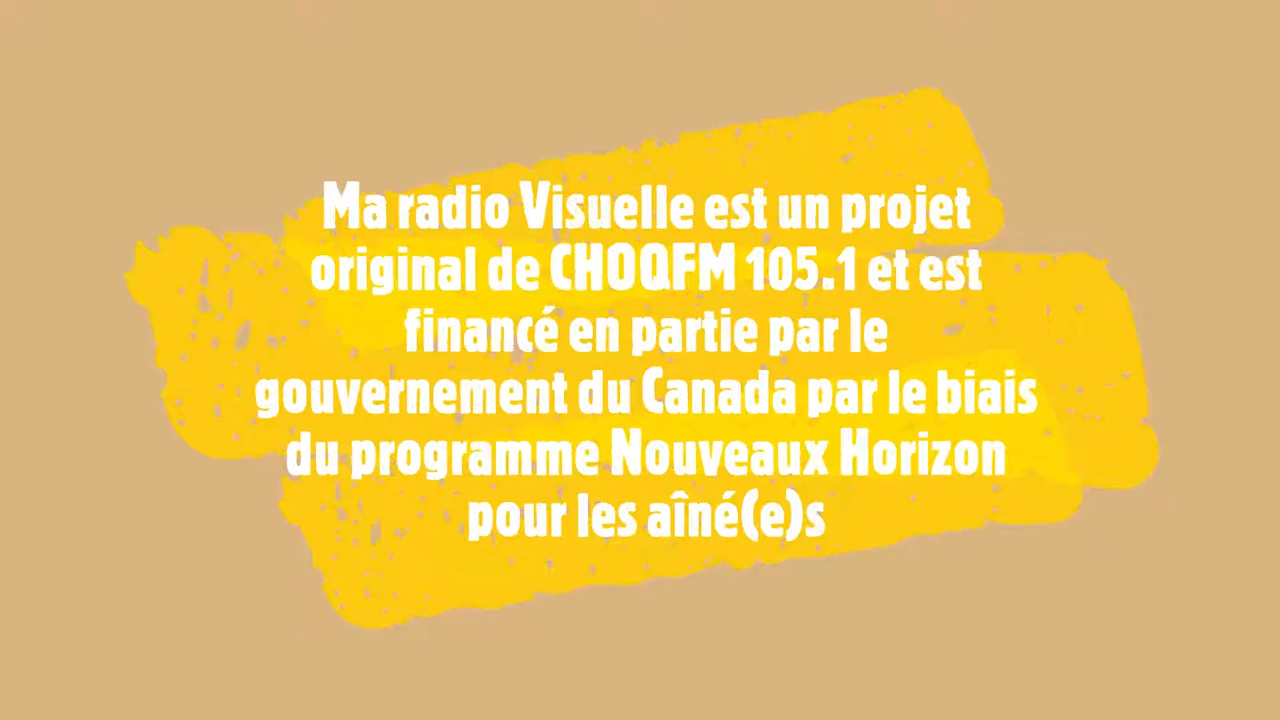 Ma radio Visuelle est un projet
original de CHOQFM 105.1 et est
financé en partie par le
gouvernement du Canada par le biais
du programme Nouveaux Horizon
pour les aîné(e)s